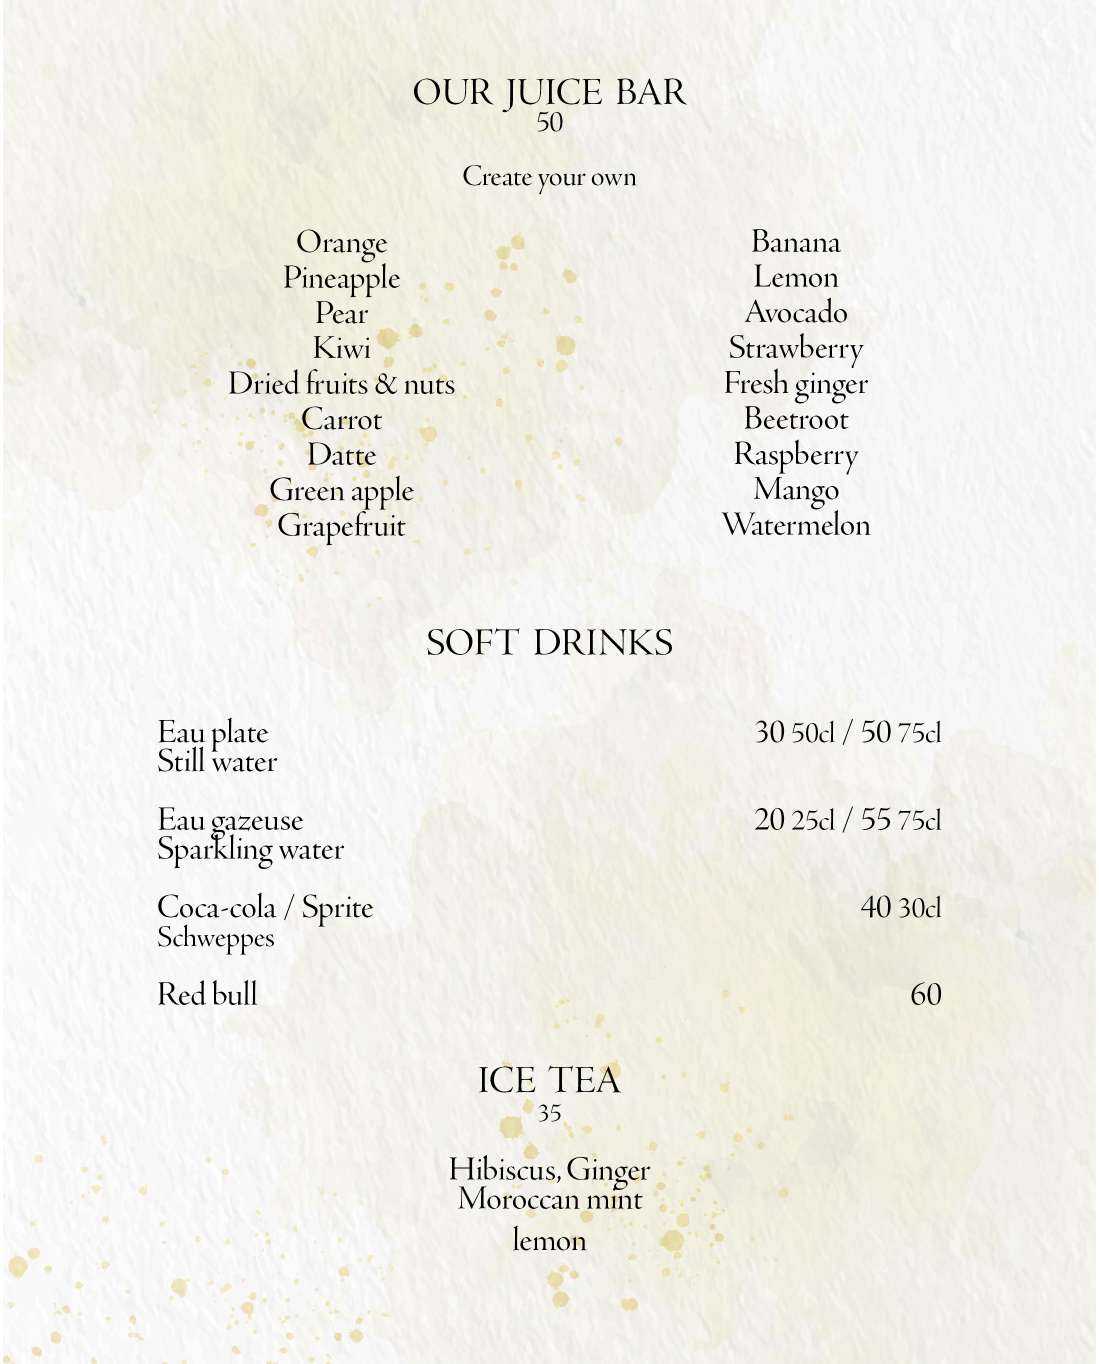 OUR JUICE BAR
50
Create your own
Orange
Pineapple
Pear
Kiwi
Dried fruits & nuts
Carrot
Datte
Green apple
Grapefruit
Banana
Lemon
Avocado
Strawberry
Fresh ginger
Beetroot
Raspberry
Mango
Watermelon
SOFT DRINKS
Eau plate 30 50cl / 50 75cl
Still water
Eau gazeuse 20 25cl / 55 75cl
Sparkling water
Coca-cola / Sprite 40 30cl
Schweppes
Red bull 60
ICE TEA
35
Hibiscus, Ginger
Moroccan mint
lemon